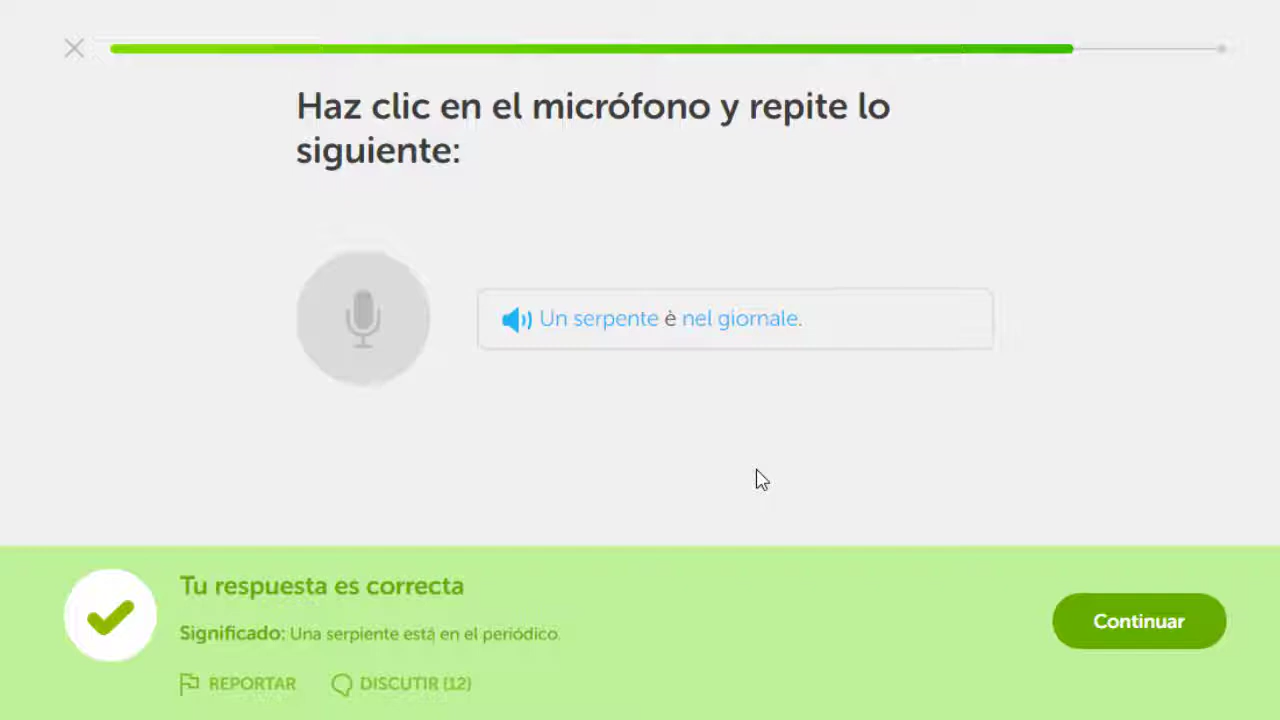 Haz clic en el micrófono y repite lo
siguiente:
Un serpente è nel giornale.
Tu respuesta es correcta
Significado: Una serpiente está en el periódico.
Continuar
REPORTAR DISCUTIR (12)